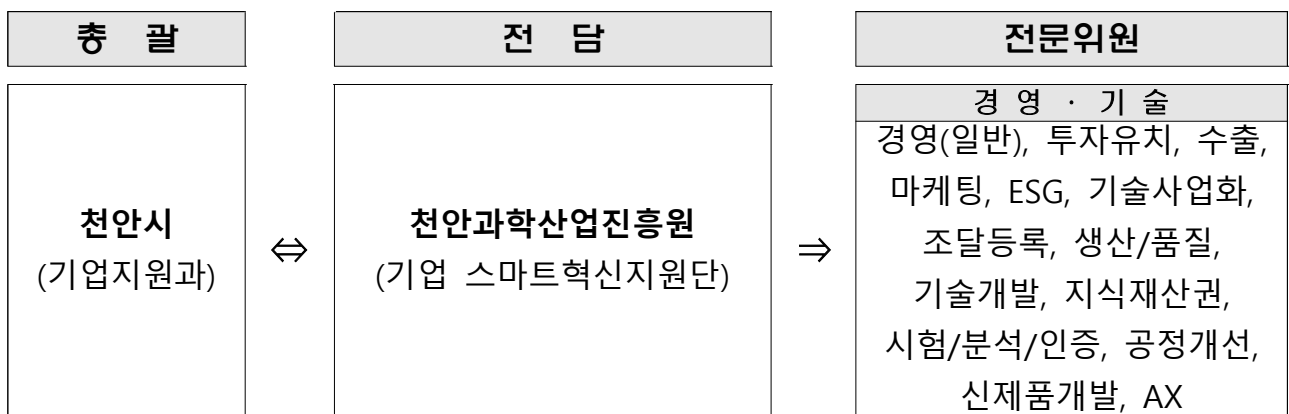 총 괄
전 담
전문위원
천안시
(기업지원과)
⇔
천안과학산업진흥원
(기업 스마트혁신지원단)
⇒
경 영 · 기 술
경영(일반), 투자유치, 수출,
마케팅, ESG, 기술사업화,
조달등록, 생산/품질,
기술개발, 지식재산권,
시험/분석/인증, 공정개선,
신제품개발, AX